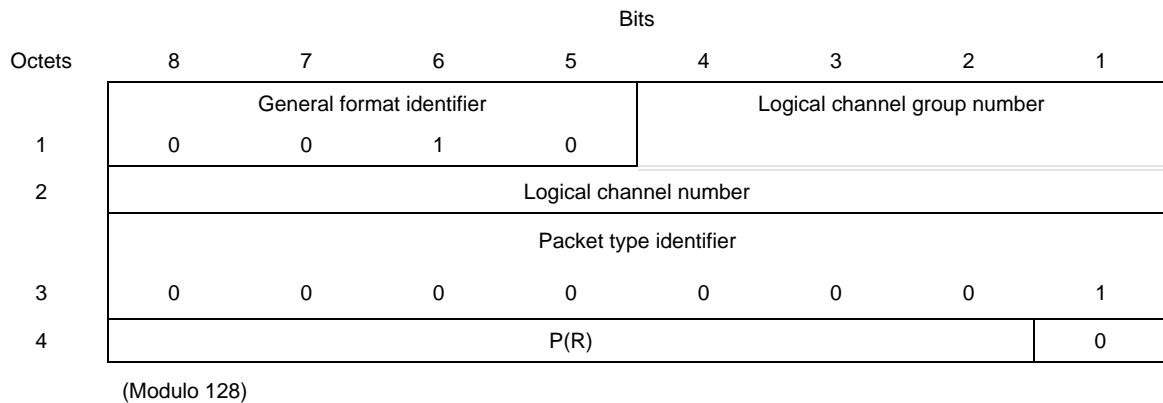 Bits
Octets 8 7 6 5 4 3 2 1
General format identifier Logical channel group number
1 0 0 1 0
2 Logical channel number
Packet type identifier
3 0 0 0 0 0 0 0 1
4 P(R) 0
(Modulo 128)